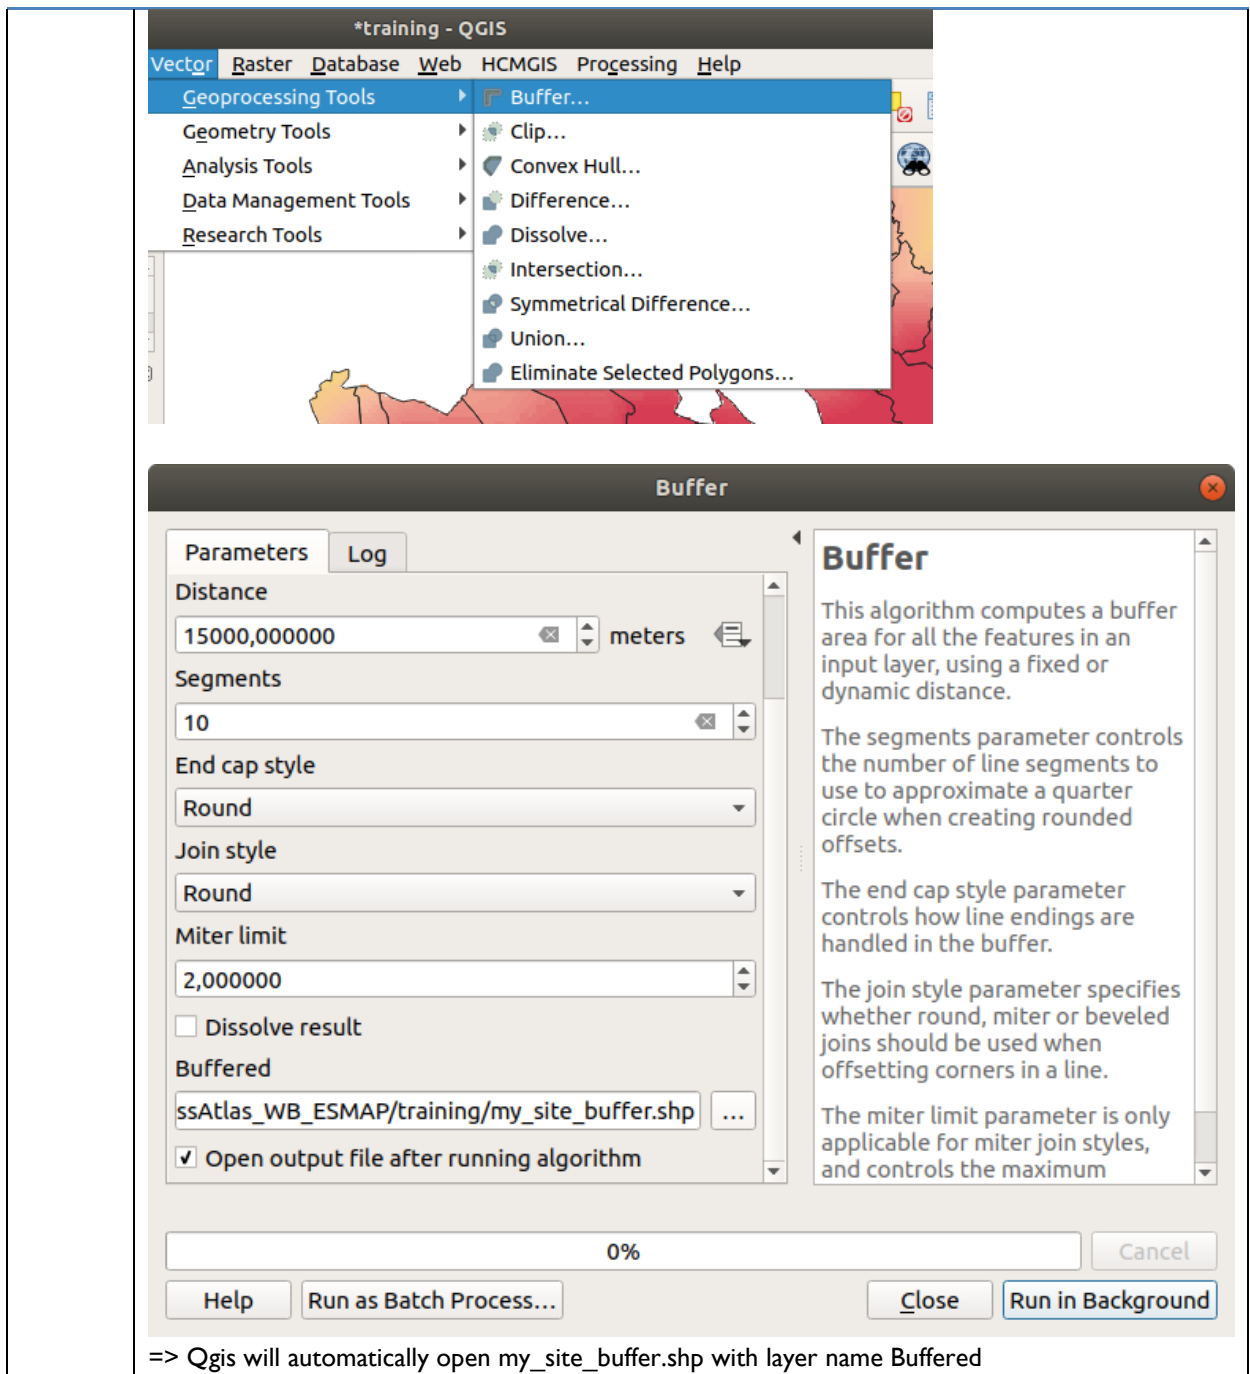 *training - QGIS
Vector Raster Database Web HCMGIS Processing Help
Geoprocessing Tools
Geometry Tools
Analysis Tools
Data Management Tools
Research Tools
Buffer...
Clip...
Convex Hull...
Difference...
Dissolve...
Intersection...
Symmetrical Difference...
Union...
Eliminate Selected Polygons...
Buffer
Parameters Log
Distance
15000,000000 meters
Segments
10
End cap style
Round
Join style
Round
Miter limit
2,000000
Dissolve result
Buffered
ssAtlas_WB_ESMAP/training/my_site_buffer.shp ...
Open output file after running algorithm
Buffer
This algorithm computes a buffer
area for all the features in an
input layer, using a fixed or
dynamic distance.
The segments parameter controls
the number of line segments to
use to approximate a quarter
circle when creating rounded
offsets.
The end cap style parameter
controls how line endings are
handled in the buffer.
The join style parameter specifies
whether round, miter or beveled
joins should be used when
offsetting corners in a line.
The miter limit parameter is only
applicable for miter join styles,
and controls the maximum
0% Cancel
Help Run as Batch Process... Close Run in Background
=> Qgis will automatically open my_site_buffer.shp with layer name Buffered